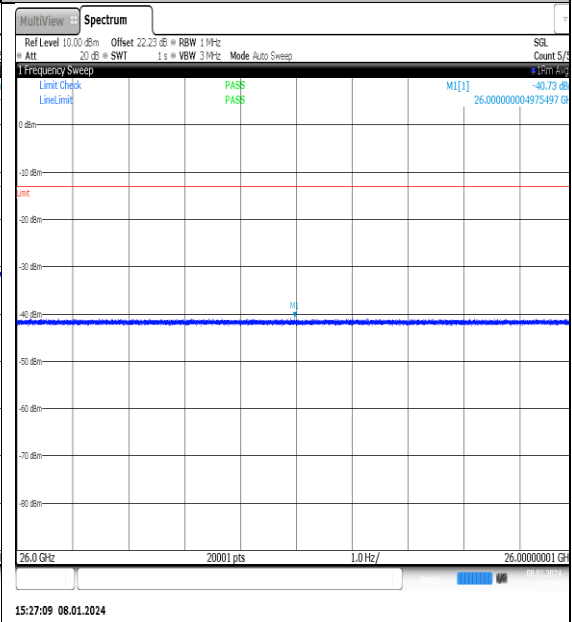 MultiView Spectrum
Ref Level 10.00 dBm Offset 22.23 dB RBW 1 MHz SGL
Att 20 dB SWT 1 s VBW 3 MHz Mode Auto Sweep Count 5/5
1 Frequency Sweep 1Rm Avg
Limit Check PASS M1[1] -40.73 dB
LineLimit PASS 26.000000004975497 GH
0 dBm
-10 dBm
Limit
-20 dBm
-30 dBm
M1
-40 dBm
-50 dBm
-60 dBm
-70 dBm
-80 dBm
26.0 GHz 20001 pts 1.0 Hz/ 26.00000001 GH
08.01.2024
15:27:09 08.01.2024